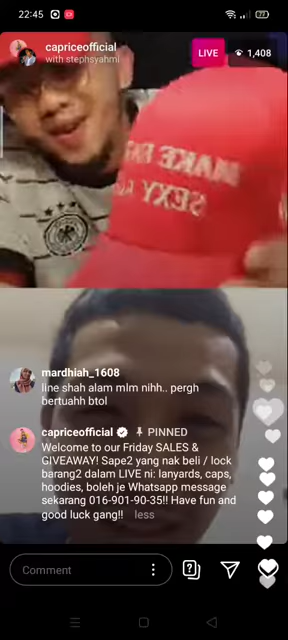 22:45
77
capriceofficial
with stephsyahmi
LIVE
1,408
MAKE
SEXY
mardhiah_1608
line shah alam mlm nihh.. pergh
bertuahh btol
capriceofficial PINNED
Welcome to our Friday SALES &
GIVEAWAY! Sape2 yang nak beli / lock
barang2 dalam LIVE ni: lanyards, caps,
hoodies, boleh je Whatsapp message
sekarang 016-901-90-35!! Have fun and
good luck gang!! less
Comment